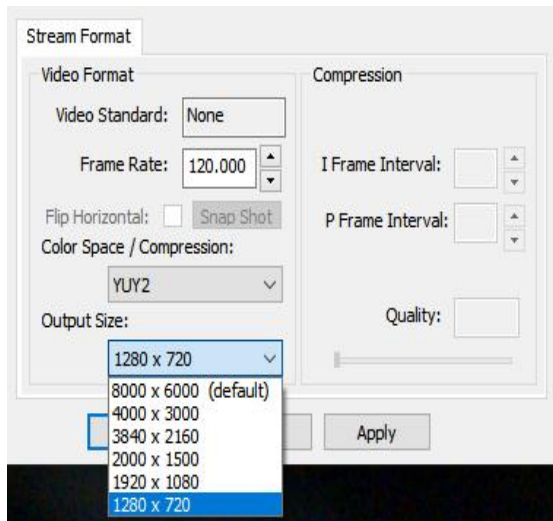 Stream Format
Video Format
Video Standard: None
Frame Rate: 120.000
Flip Horizontal: Snap Shot
Color Space / Compression:
YUY2
Output Size:
1280 x 720
8000 x 6000 (default)
4000 x 3000
3840 x 2160
2000 x 1500
1920 x 1080
1280 x 720
Compression
I Frame Interval:
P Frame Interval:
Quality:
Apply